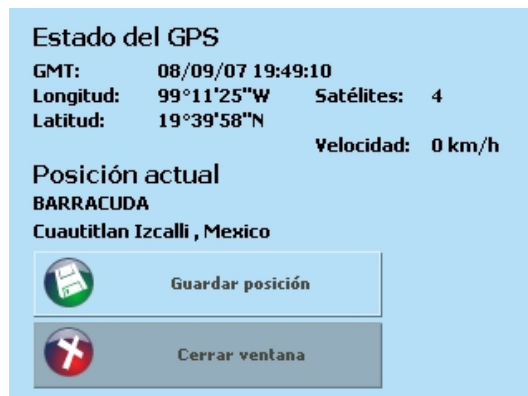 Estado del GPS
GMT: 08/09/07 19:49:10
Longitud: 99°11'25"W Satélites: 4
Latitud: 19°39'58"N
Velocidad: 0 km/h
Posición actual
BARRACUDA
Cuautitlan Izcalli , Mexico
Guardar posición
Cerrar ventana